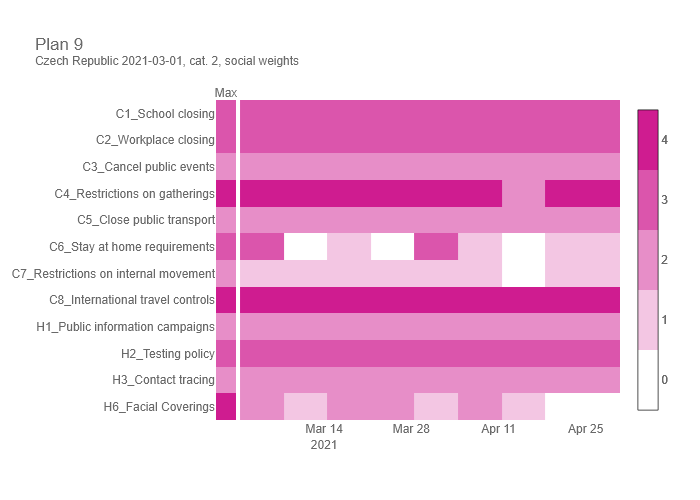 Plan 9
Czech Republic 2021-03-01, cat. 2, social weights
Max
C1_School closing
C2_Workplace closing
C3_Cancel public events
C4_Restrictions on gatherings
C5_Close public transport
C6_Stay at home requirements
C7_Restrictions on internal movement
C8_International travel controls
H1_Public information campaigns
H2_Testing policy
H3_Contact tracing
H6_Facial Coverings
Mar 14 Mar 28 Apr 11 Apr 25
2021
4
3
2
1
0